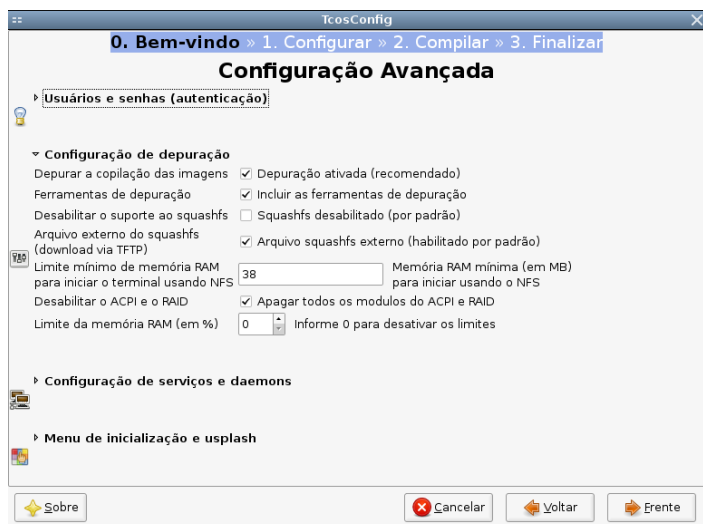 TcosConfig
0. Bem-vindo » 1. Configurar » 2. Compilar » 3. Finalizar
Configuração Avançada
Usuários e senhas (autenticação)
Configuração de depuração
Depurar a copilação das imagens Depuração ativada (recomendado)
Ferramentas de depuração Incluir as ferramentas de depuração
Desabilitar o suporte ao squashfs Squashfs desabilitado (por padrão)
Arquivo externo do squashfs
(download via TFTP) Arquivo squashfs externo (habilitado por padrão)
Limite mínimo de memória RAM
para iniciar o terminal usando NFS 38 Memória RAM mínima (em MB)
para iniciar usando o NFS
Desabilitar o ACPI e o RAID Apagar todos os modulos do ACPI e RAID
Limite da memória RAM (em %) 0 Informe 0 para desativar os limites
Configuração de serviços e daemons
Menu de inicialização e usplash
Sobre Cancelar Voltar Frente